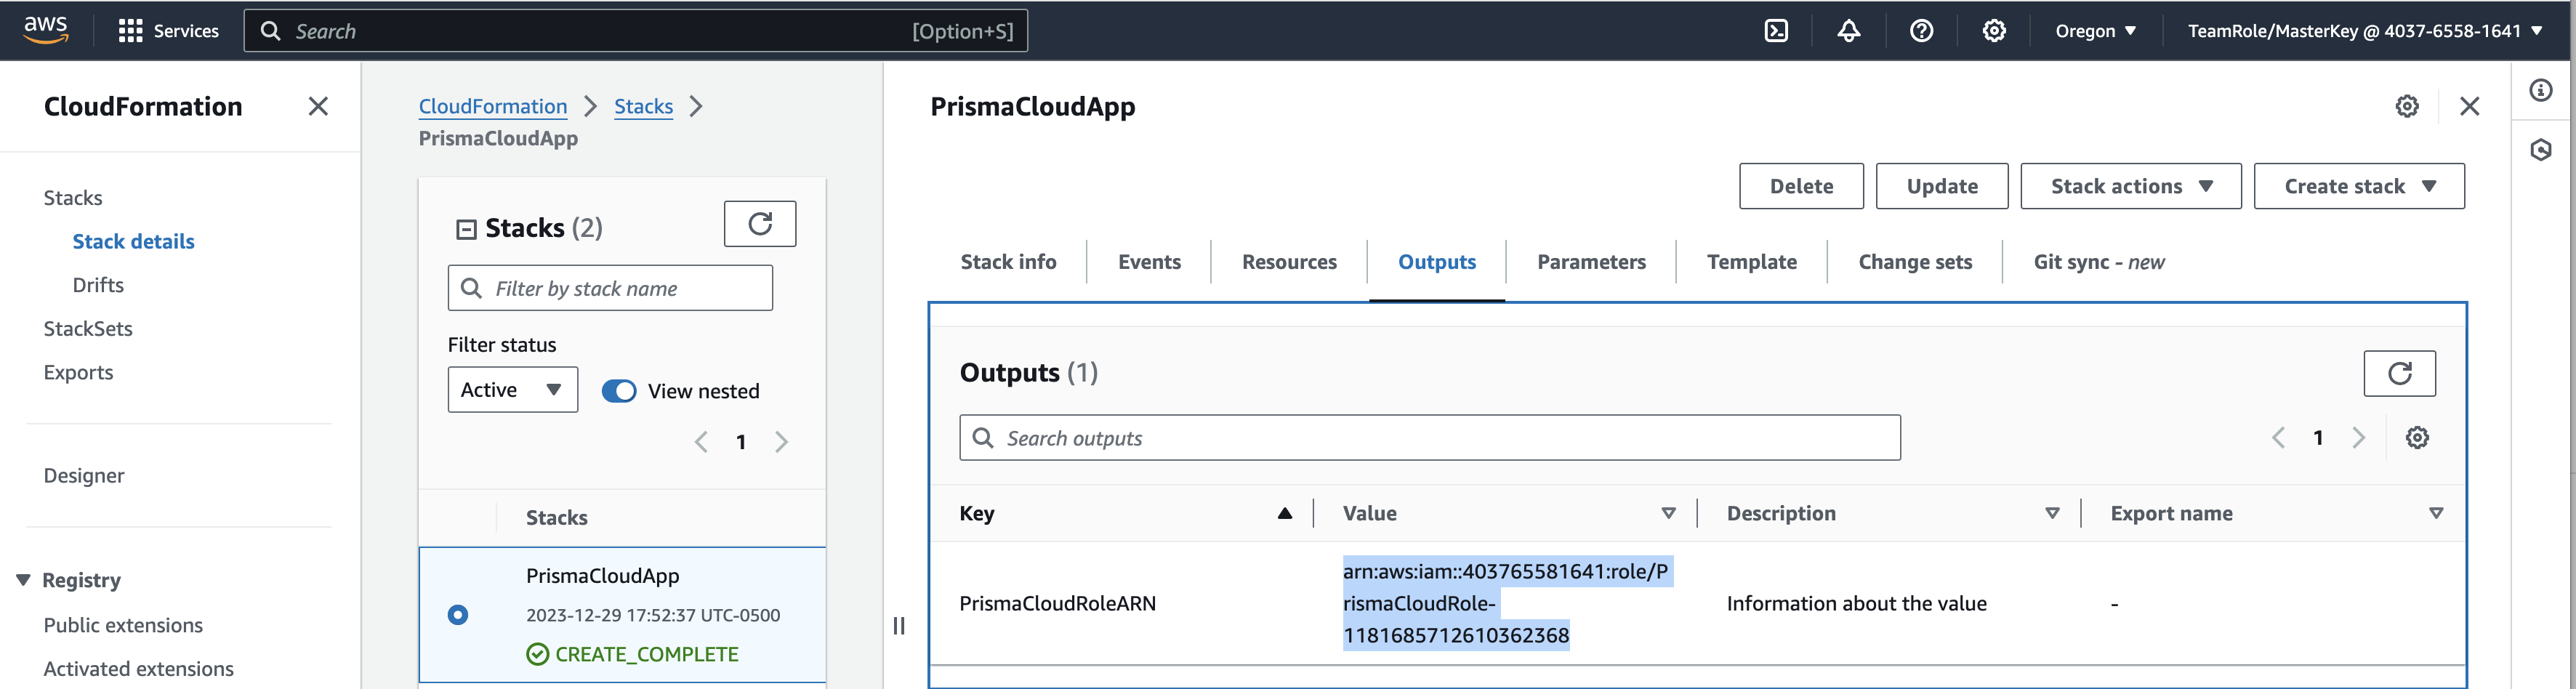 aws
Services
Search
[Option+S]
Oregon
TeamRole/MasterKey @ 4037-6558-1641
CloudFormation
Stacks
Stack details
Drifts
StackSets
Exports
Designer
Registry
Public extensions
Activated extensions
CloudFormation
Stacks
PrismaCloudApp
Stacks (2)
Filter by stack name
Filter status
Active
View nested
1
Stacks
PrismaCloudApp
2023-12-29 17:52:37 UTC-0500
CREATE_COMPLETE
PrismaCloudApp
Delete
Update
Stack actions
Create stack
Stack info
Events
Resources
Outputs
Parameters
Template
Change sets
Git sync - new
Outputs (1)
Search outputs
1
Key
Value
Description
Export name
PrismaCloudRoleARN
arn:aws:iam::403765581641:role/P
rismaCloudRole-
1181685712610362368
Information about the value
-